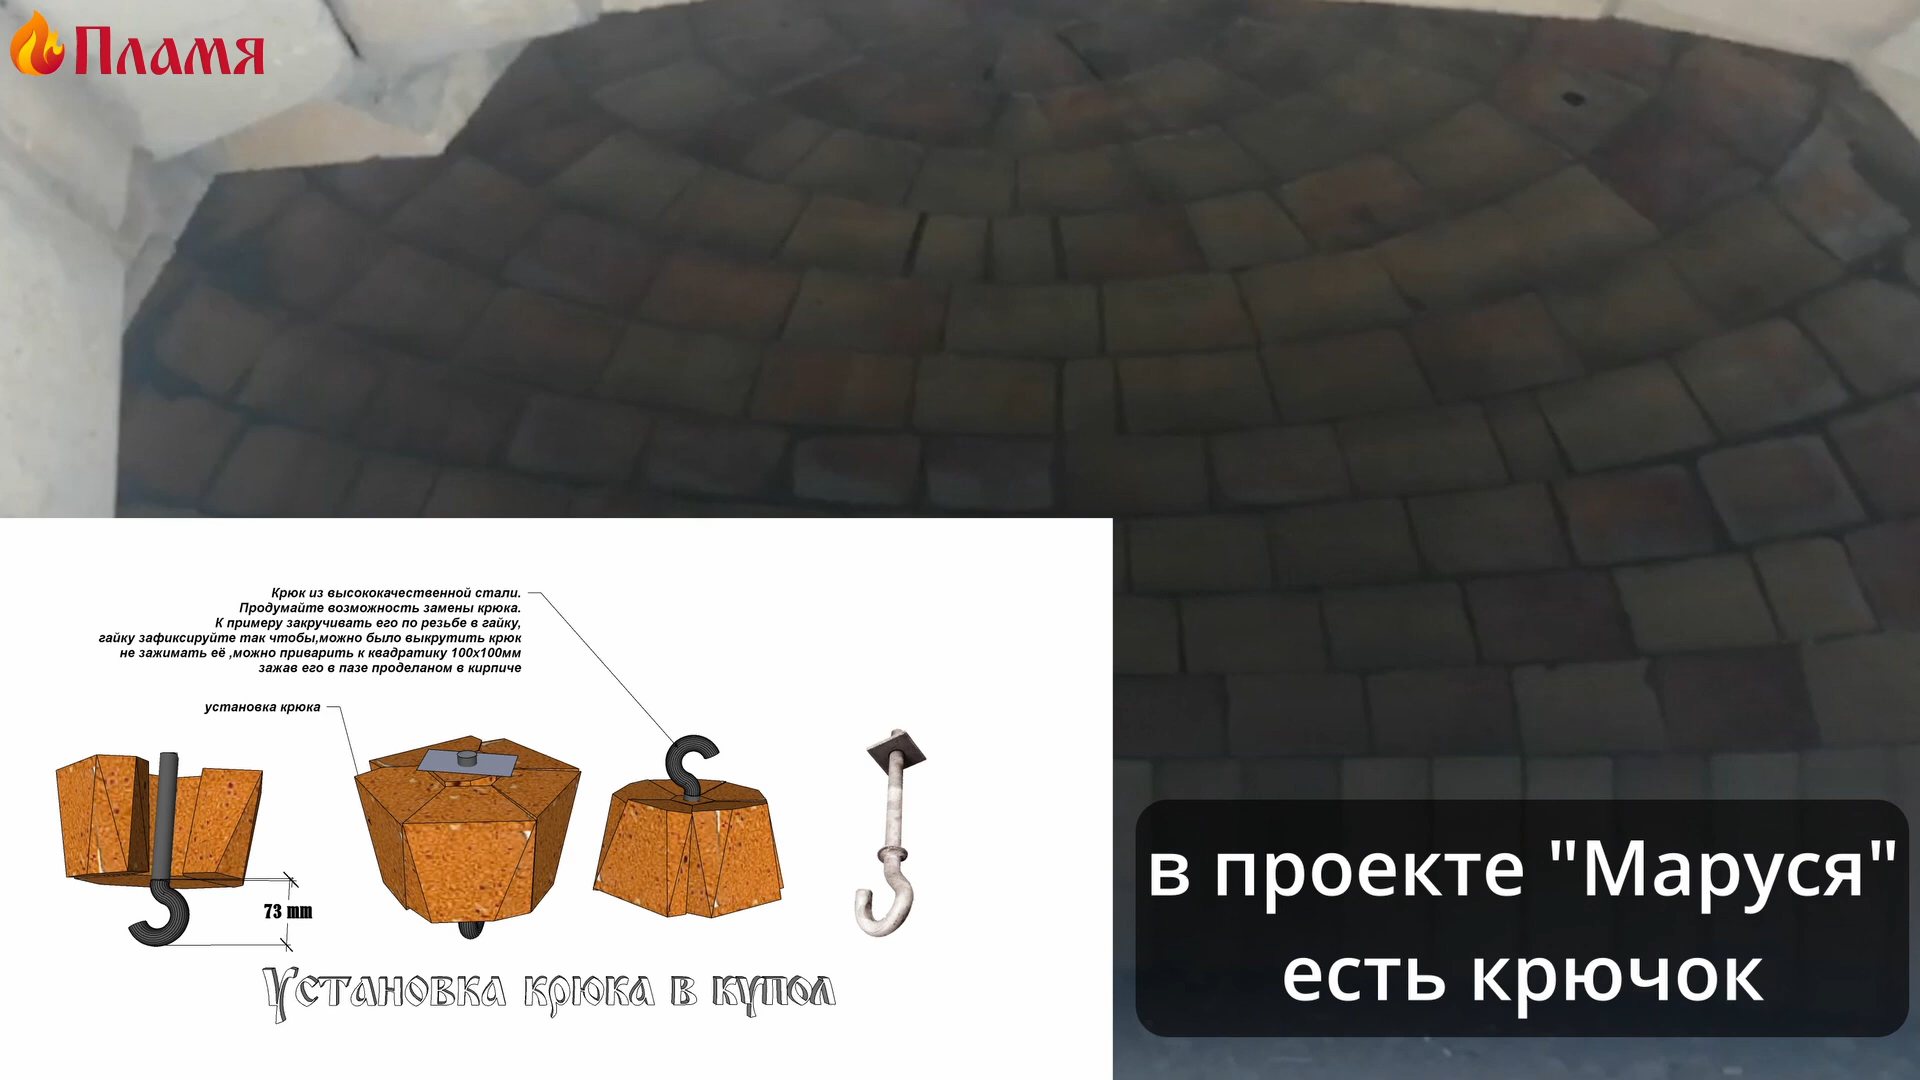 Пламя
Крюк из высококачественной стали.
Продумайте возможность замены крюка.
К примеру закручивать его по резьбе в гайку,
гайку зафиксируйте так чтобы,можно было выкрутить крюк
не зажимать её ,можно приварить к квадратику 100х100мм
зажав его в пазе проделаном в кирпиче
установка крюка
73 mm
Установка крюка в купол
в проекте "Маруся"
есть крючок